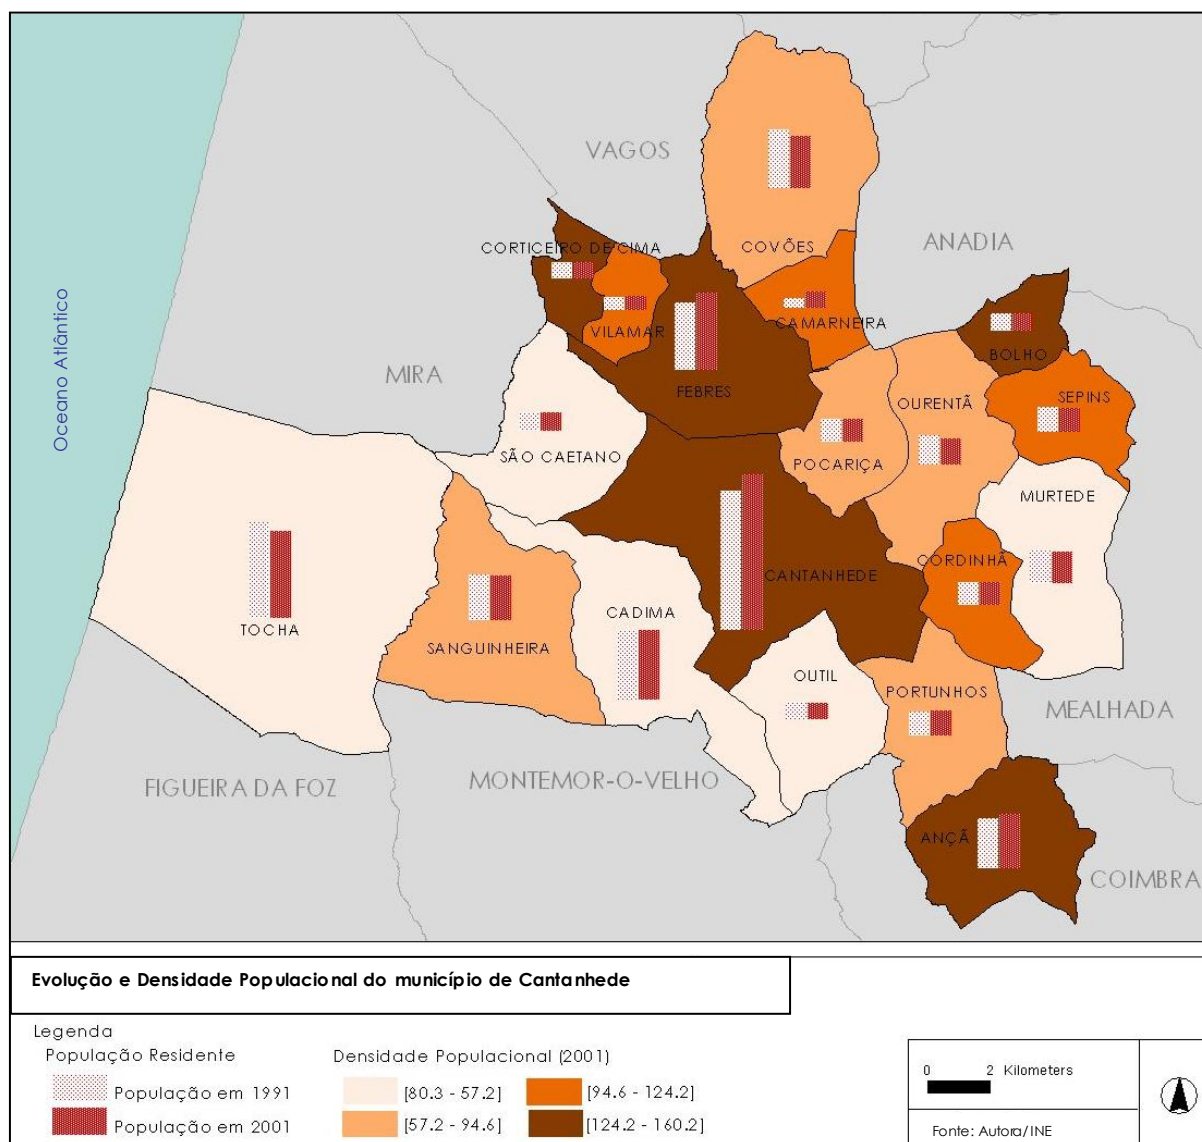 VAGOS
ANADIA
COVÕES
CORTICEIRO DE CIMA
VILAMAR
CAMARNEIRA
BOLHO
Oceano Atlântico
MIRA
FEBRES
OURENTÃ
SEPINS
SÃO CAETANO
POCARIÇA
MURTEDE
CORDINHÃ
CANTANHEDE
TOCHA
CADIMA
SANGUINHEIRA
OUTIL
PORTUNHOS
MEALHADA
FIGUEIRA DA FOZ
MONTEMOR-O-VELHO
ANÇÃ
COIMBRA
Evolução e Densidade Populacional do município de Cantanhede
Legenda
População Residente
População em 1991
População em 2001
Densidade Populacional (2001)
[80.3 - 57.2]
[94.6 - 124.2]
[57.2 - 94.6]
[124.2 - 160.2]
0 2 Kilometers
Fonte: Autora/INE